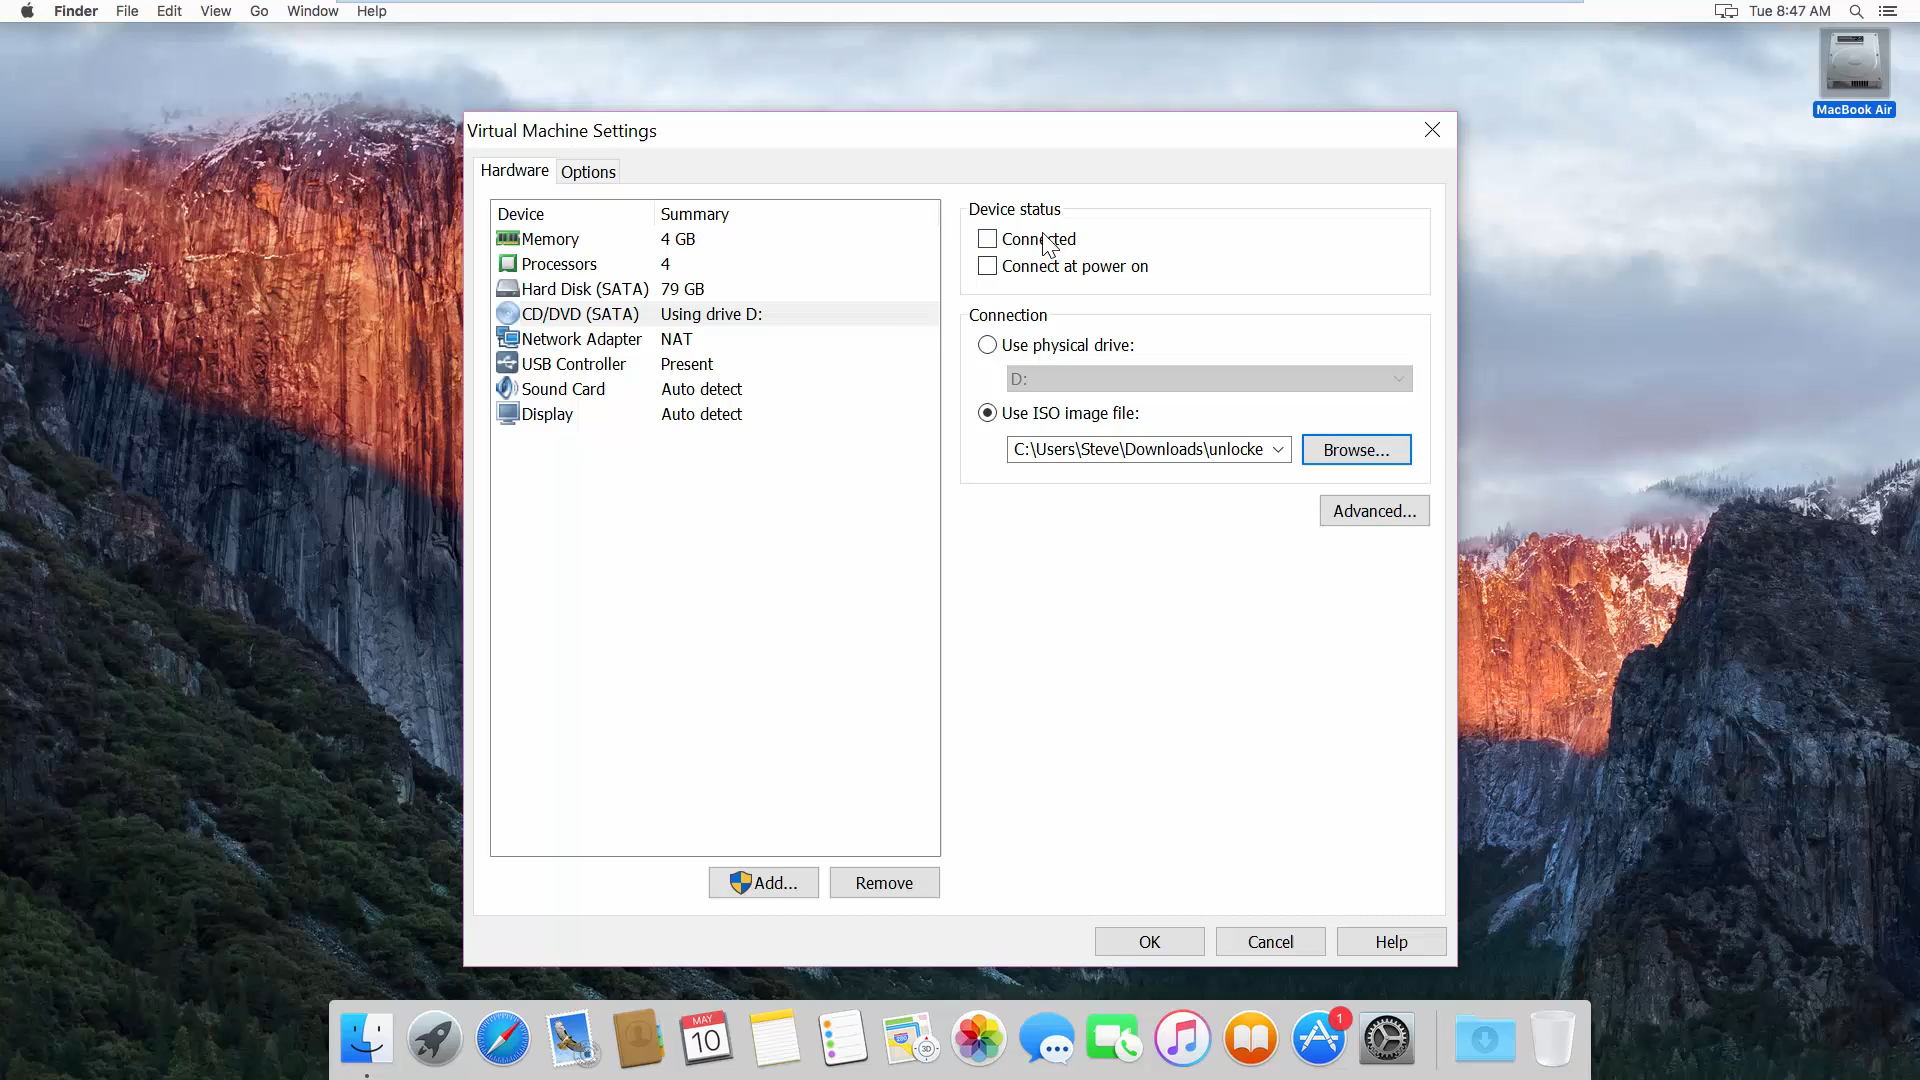 Finder File Edit View Go Window Help
Tue 8:47 AM
MacBook Air
Virtual Machine Settings
Hardware
Options
Device Summary
Memory 4 GB
Processors 4
Hard Disk (SATA) 79 GB
CD/DVD (SATA) Using drive D:
Network Adapter NAT
USB Controller Present
Sound Card Auto detect
Display Auto detect
Add...
Remove
Device status
Connected
Connect at power on
Connection
Use physical drive:
D:
Use ISO image file:
C:\Users\Steve\Downloads\unlocke
Browse...
Advanced...
OK
Cancel
Help
MAY
10
280
3D
1